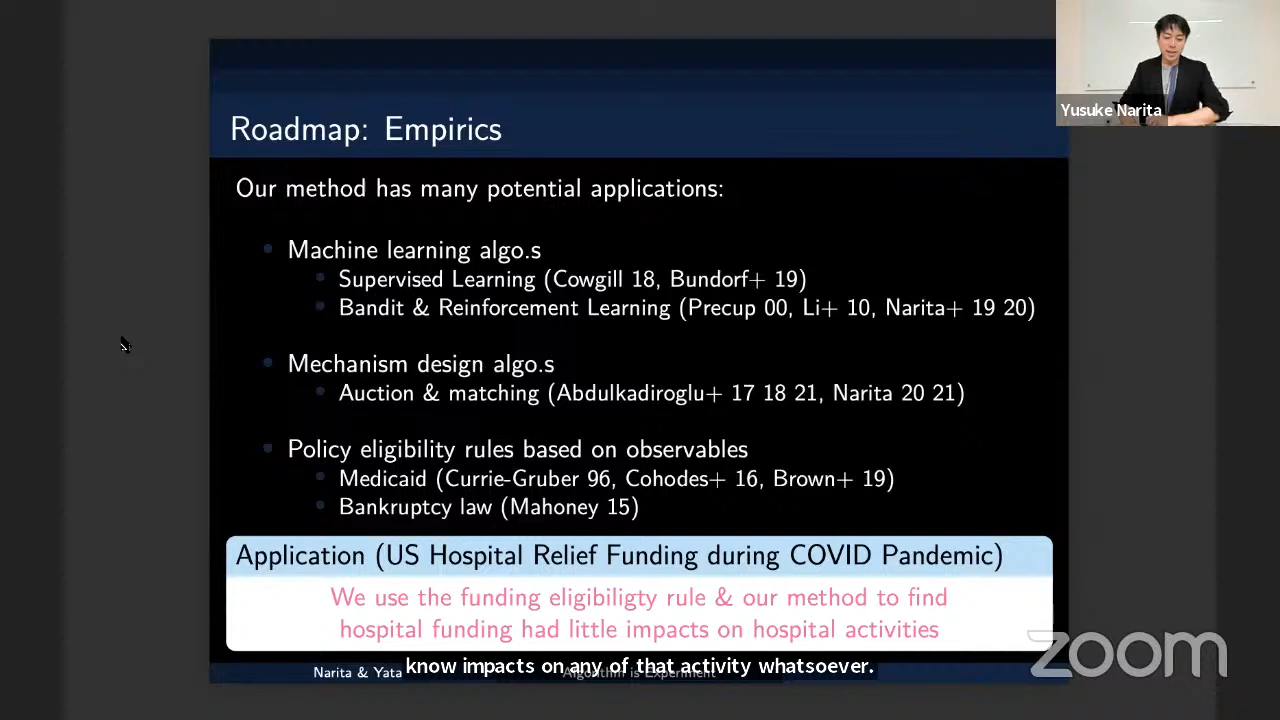 Yusuke Narita
Roadmap: Empirics
Our method has many potential applications:
Machine learning algo.s
Supervised Learning (Cowgill 18, Bundorf+ 19)
Bandit & Reinforcement Learning (Precup 00, Li+ 10, Narita+ 19 20)
Mechanism design algo.s
Auction & matching (Abdulkadiroglu+ 17 18 21, Narita 20 21)
Policy eligibility rules based on observables
Medicaid (Currie-Gruber 96, Cohodes+ 16, Brown+ 19)
Bankruptcy law (Mahoney 15)
Application (US Hospital Relief Funding during COVID Pandemic)
We use the funding eligibiligty rule & our method to find
hospital funding had little impacts on hospital activities
zoom
know impacts on any of that activity whatsoever.
Narita & Yata
Algorithm is Experiment